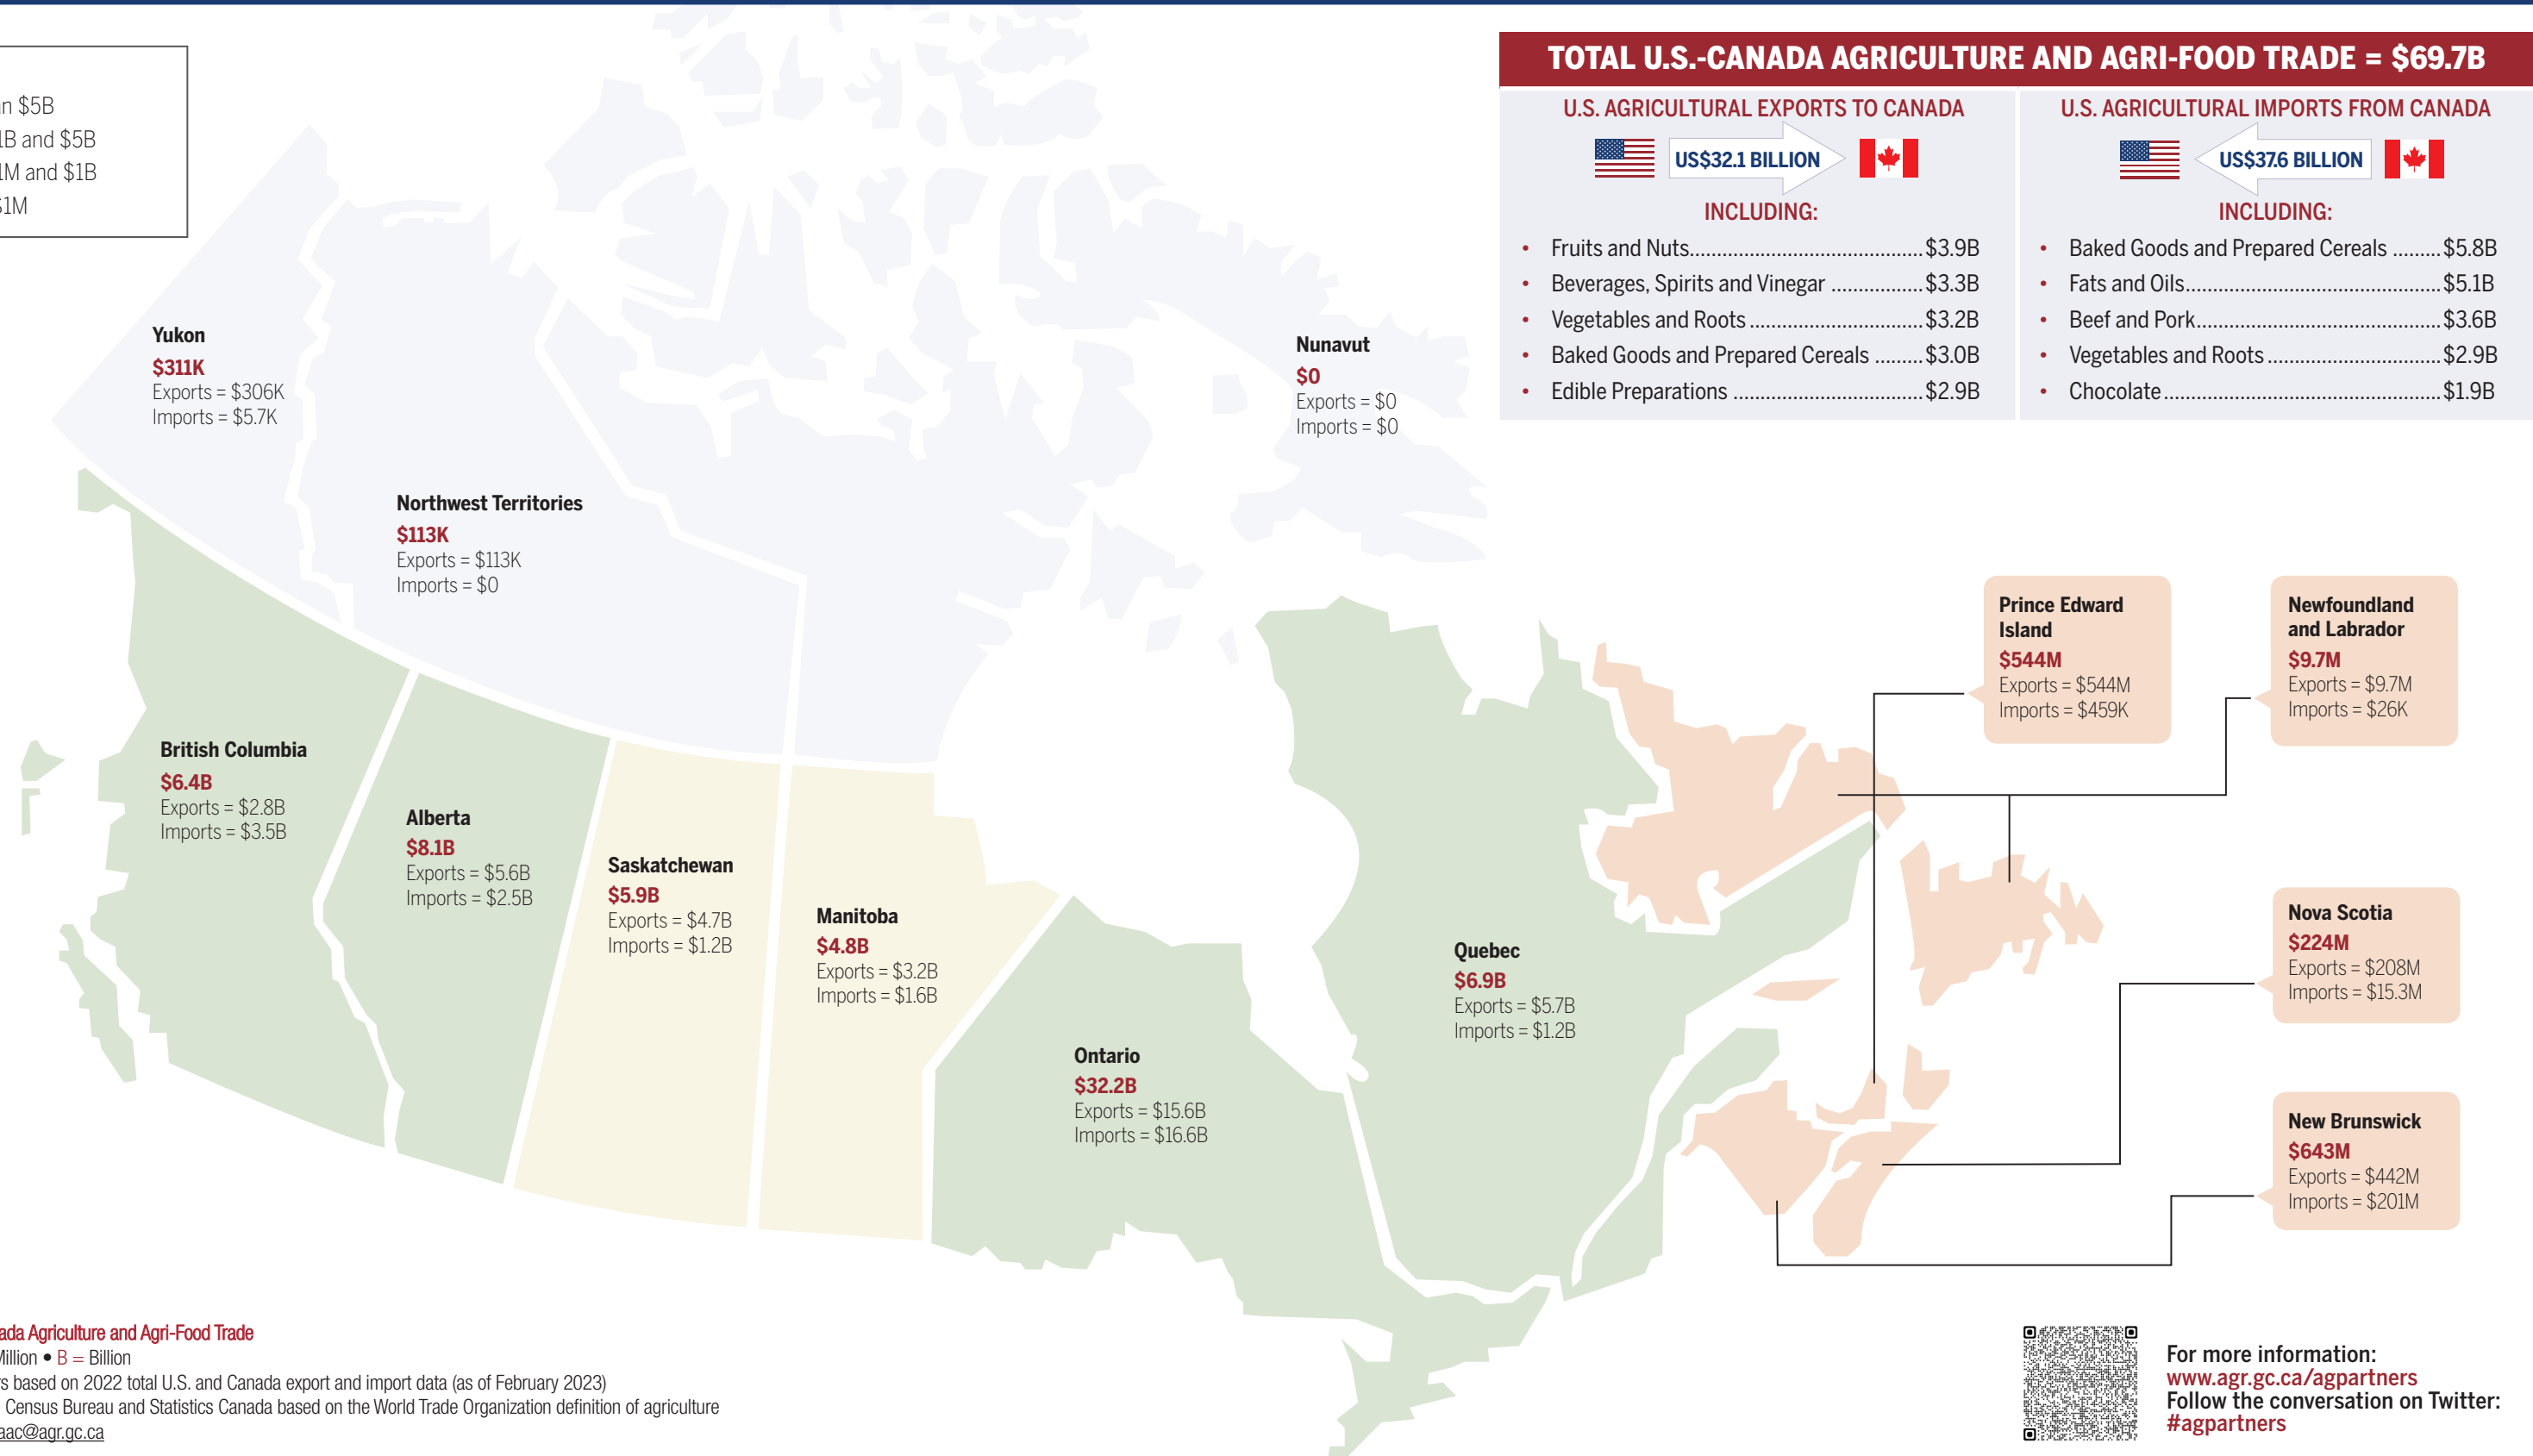 n $5B
1B and $5B
1M and $1B
$1M
TOTAL U.S.-CANADA AGRICULTURE AND AGRI-FOOD TRADE = $69.7B
U.S. AGRICULTURAL EXPORTS TO CANADA
US$32.1 BILLION
INCLUDING:
• Fruits and Nuts..........................................$3.9B
• Beverages, Spirits and Vinegar .................$3.3B
• Vegetables and Roots ................................$3.2B
• Baked Goods and Prepared Cereals ........$3.0B
• Edible Preparations ...................................$2.9B
U.S. AGRICULTURAL IMPORTS FROM CANADA
US$37.6 BILLION
INCLUDING:
• Baked Goods and Prepared Cereals .........$5.8B
• Fats and Oils..............................................$5.1B
• Beef and Pork............................................$3.6B
• Vegetables and Roots ...............................$2.9B
• Chocolate..................................................$1.9B
Yukon
$311K
Exports = $306K
Imports = $5.7K
Nunavut
$0
Exports = $0
Imports = $0
Northwest Territories
$113K
Exports = $113K
Imports = $0
Prince Edward
Island
$544M
Exports = $544M
Imports = $459K
Newfoundland
and Labrador
$9.7M
Exports = $9.7M
Imports = $26K
British Columbia
$6.4B
Exports = $2.8B
Imports = $3.5B
Alberta
$8.1B
Exports = $5.6B
Imports = $2.5B
Saskatchewan
$5.9B
Exports = $4.7B
Imports = $1.2B
Manitoba
$4.8B
Exports = $3.2B
Imports = $1.6B
Ontario
$32.2B
Exports = $15.6B
Imports = $16.6B
Quebec
$6.9B
Exports = $5.7B
Imports = $1.2B
Nova Scotia
$224M
Exports = $208M
Imports = $15.3M
New Brunswick
$643M
Exports = $442M
Imports = $201M
ada Agriculture and Agri-Food Trade
Million • B = Billion
rs based on 2022 total U.S. and Canada export and import data (as of February 2023)
Census Bureau and Statistics Canada based on the World Trade Organization definition of agriculture
aac@agr.gc.ca
For more information:
www.agr.gc.ca/agpartners
Follow the conversation on Twitter:
#agpartners